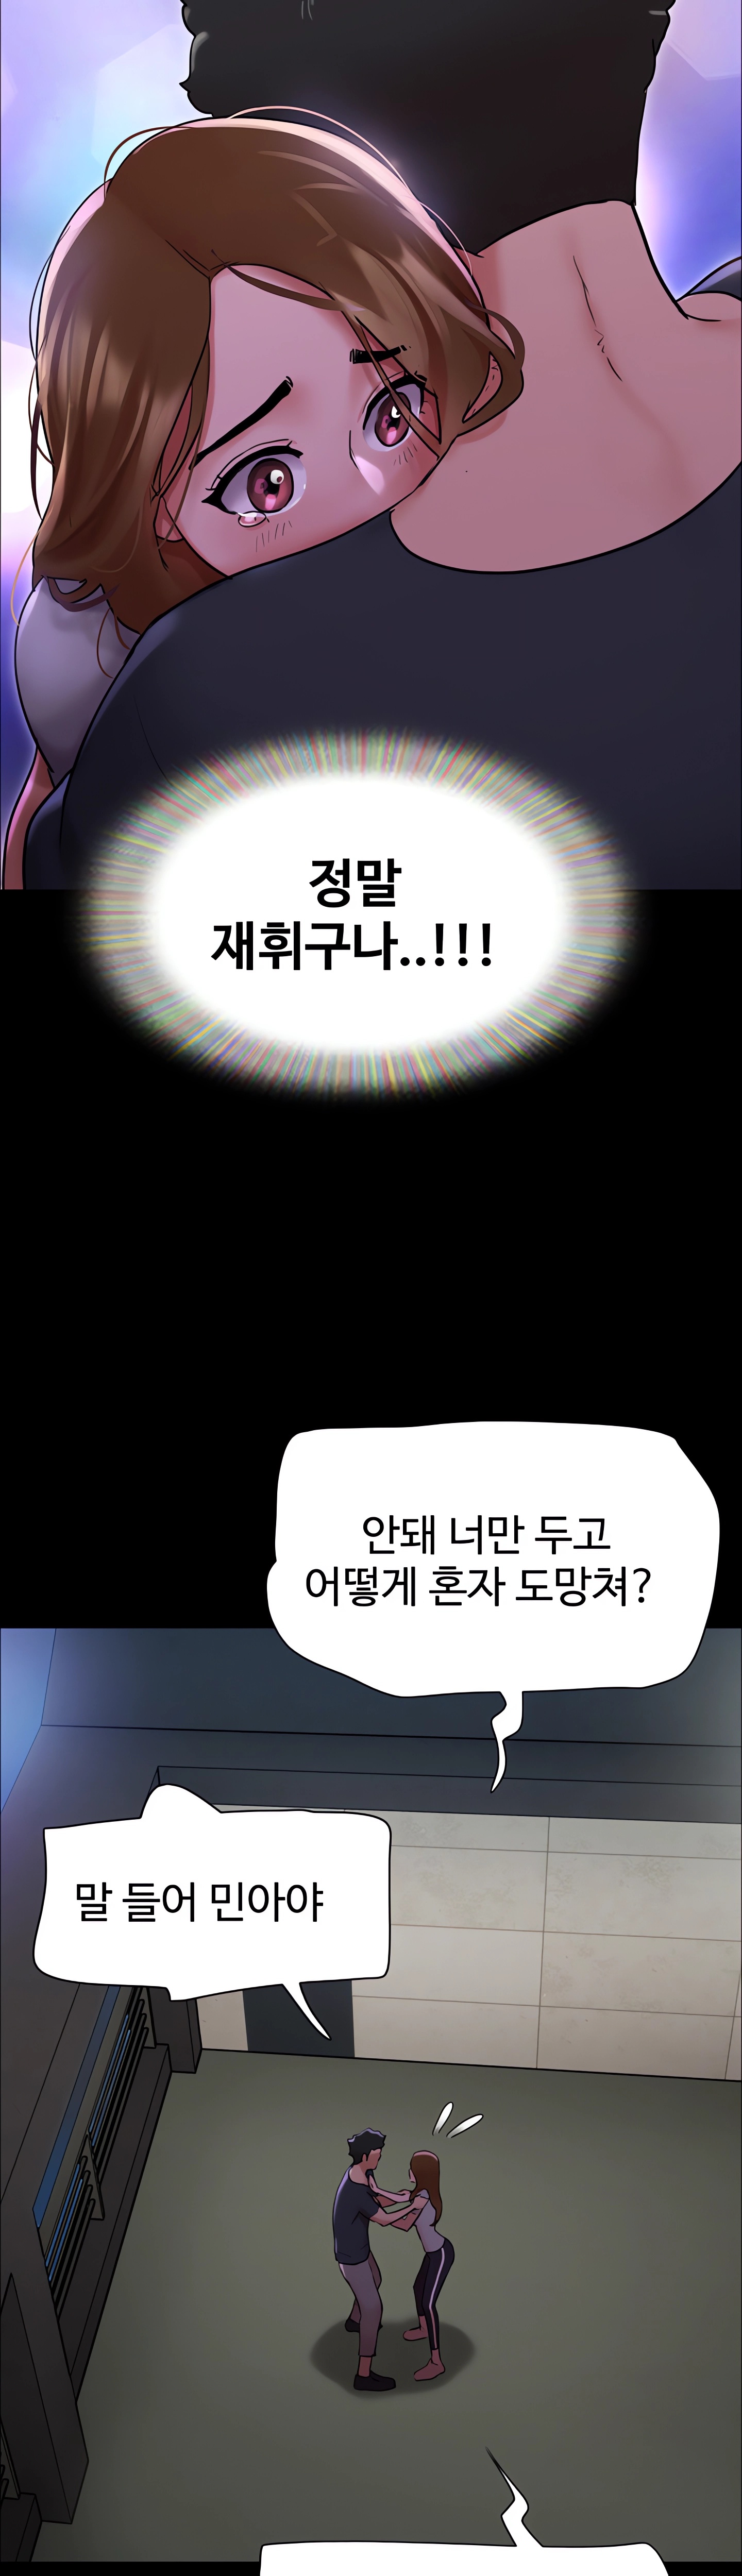 정말
재휘구나..!!!
안돼 너만 두고
어떻게 혼자 도망쳐?
말 들어 민아야